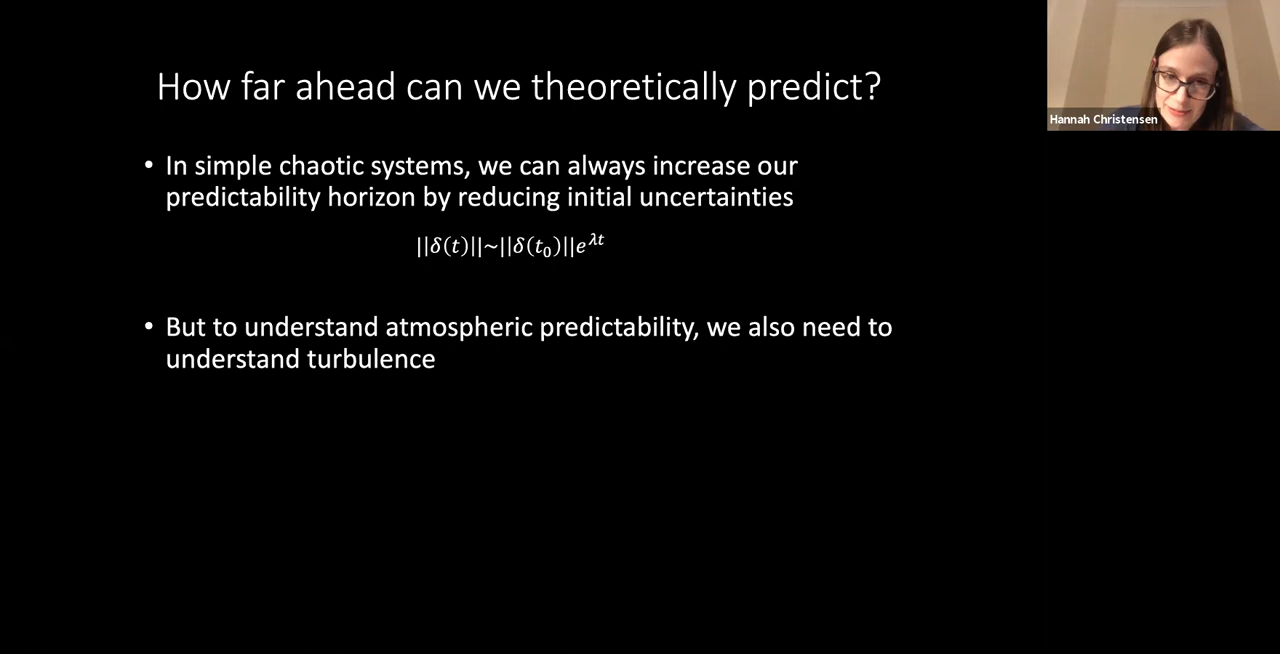 How far ahead can we theoretically predict?
Hannah Christensen
• In simple chaotic systems, we can always increase our
predictability horizon by reducing initial uncertainties
||δ(t)||~||δ(t₀)||e^{λt}
• But to understand atmospheric predictability, we also need to
understand turbulence